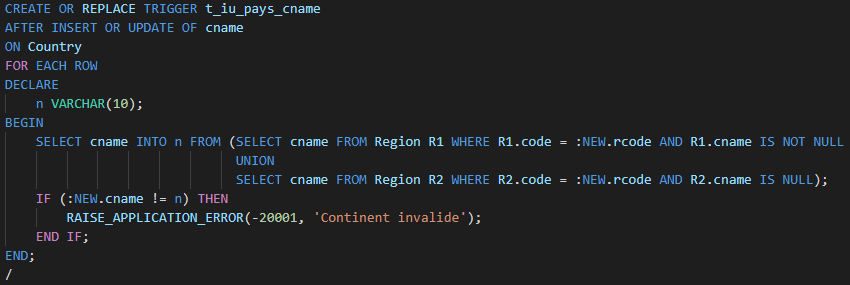 CREATE OR REPLACE TRIGGER t_iu_pays_cname
AFTER INSERT OR UPDATE OF cname
ON Country
FOR EACH ROW
DECLARE
    n VARCHAR(10);
BEGIN
    SELECT cname INTO n FROM (SELECT cname FROM Region R1 WHERE R1.code = :NEW.rcode AND R1.cname IS NOT NULL
                              UNION
                              SELECT cname FROM Region R2 WHERE R2.code = :NEW.rcode AND R2.cname IS NULL);
    IF (:NEW.cname != n) THEN
        RAISE_APPLICATION_ERROR(-20001, 'Continent invalide');
    END IF;
END;
/